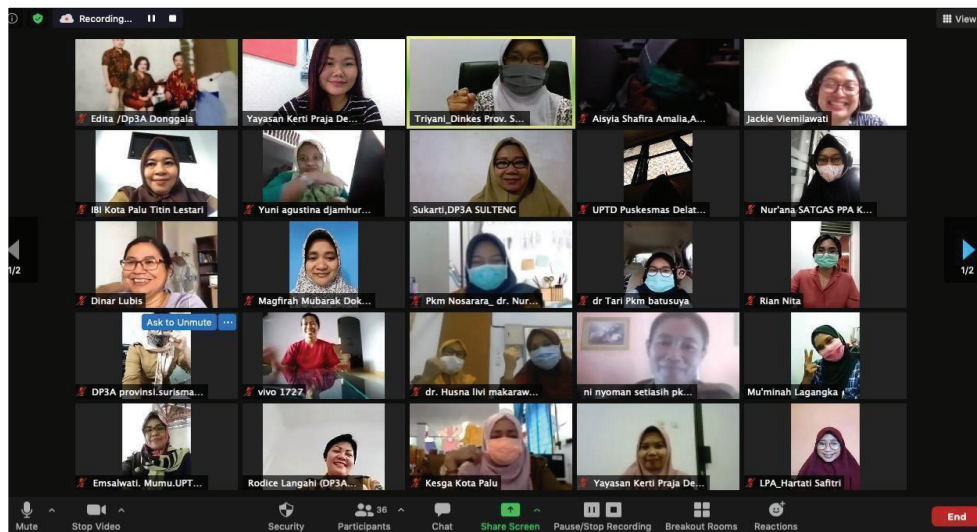 Recording...
View
Edita /Dp3A Donggala
Yayasan Kerti Praja De...
Triyani_Dinkes Prov. S...
Aisyia Shafira Amalia,A...
Jackie Viemilawati
IBI Kota Palu Titin Lestari
Yuni agustina djamhur...
Sukarti,DP3A SULTENG
UPTD Puskesmas Delat...
Nur'ana SATGAS PPA K...
1/2
1/2
Dinar Lubis
Magfirah Mubarak Dok...
Pkm Nosarara_ dr. Nur...
dr Tari Pkm batusuya
Rian Nita
Ask to Unmute ...
DP3A provinsi.surisma...
vivo 1727
dr. Husna livi makaraw...
ni nyoman setiasih pk...
Mu'minah Lagangka
Emsalwati. Mumu.UPT...
Rodice Langahi (DP3A...
Kesga Kota Palu
Yayasan Kerti Praja De...
LPA_Hartati Safitri
36
Mute
Stop Video
Security
Participants
Chat
Share Screen
Pause/Stop Recording
Breakout Rooms
Reactions
End